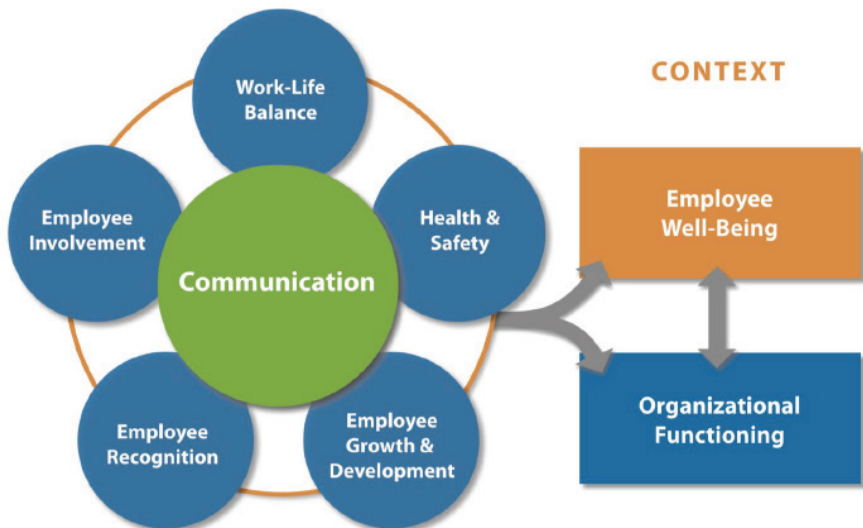 Work-Life
Balance
CONTEXT
Employee
Involvement
Health &
Safety
Communication
Employee
Recognition
Employee
Growth &
Development
Employee
Well-Being
Organizational
Functioning